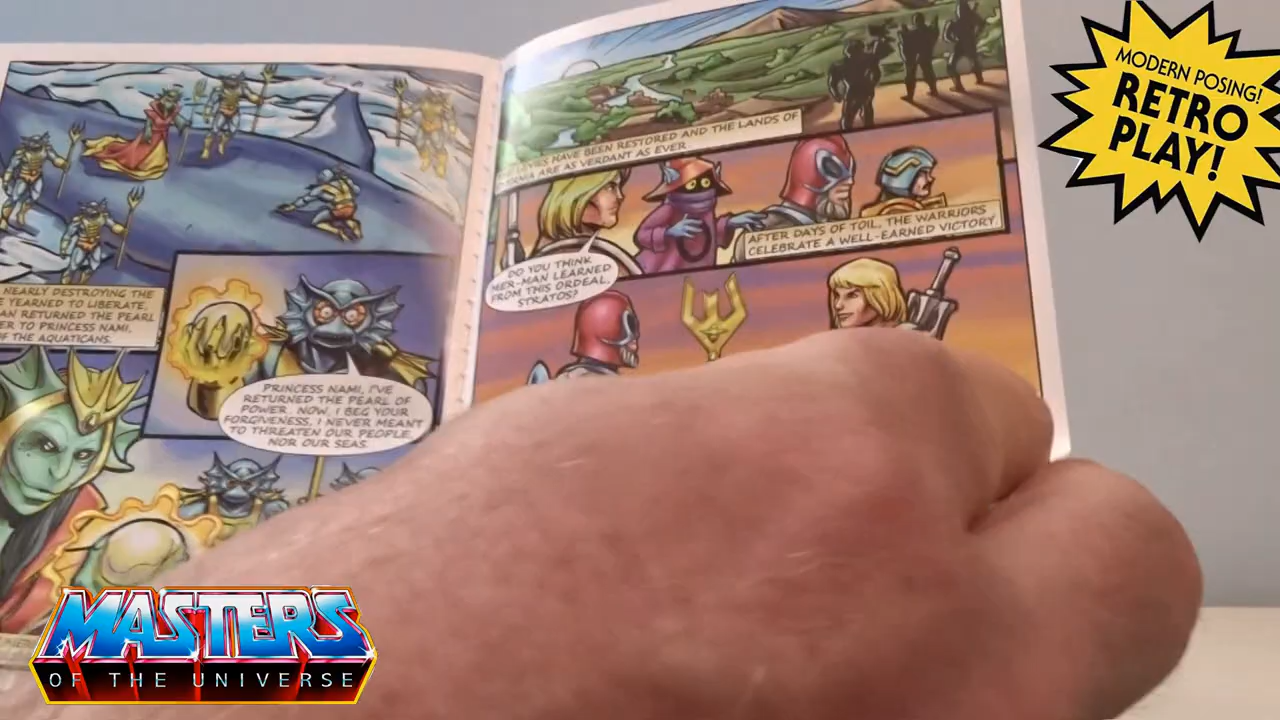 NEARLY DESTROYING THE
YEARNED TO LIBERATE,
AN RETURNED THE PEARL
ER TO PRINCESS NAMI,
OF THE AQUATICANS.
PRINCESS NAMI, I'VE
RETURNED THE PEARL OF
POWER. NOW, I BEG YOUR
FORGIVENESS, I NEVER MEANT
TO THREATEN OUR PEOPLE,
NOR OUR SEAS.
HAVE BEEN RESTORED AND THE LANDS OF
ARE AS VERDANT AS EVER.
AFTER DAYS OF TOIL, THE WARRIORS
CELEBRATE A WELL-EARNED VICTORY.
DO YOU THINK
MER-MAN LEARNED
FROM THIS ORDEAL,
STRATOS?
MODERN POSING!
RETRO
PLAY!
MASTERS
OF THE UNIVERSE